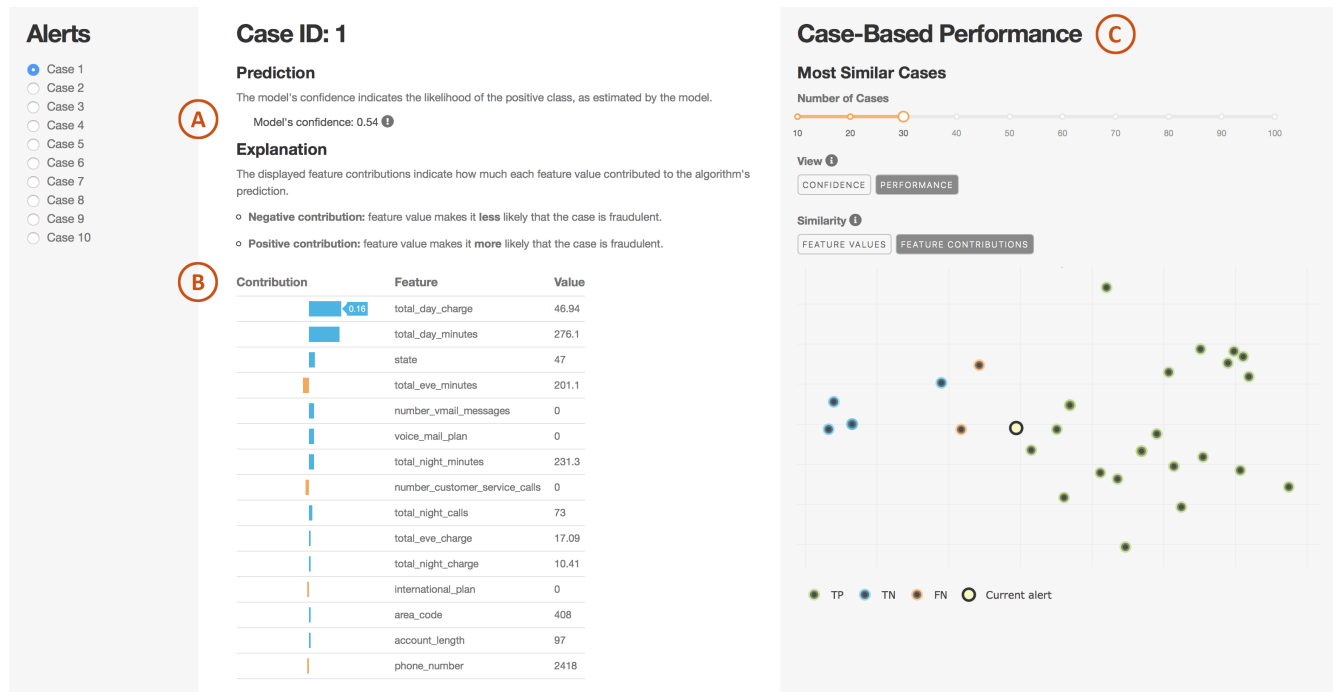 Alerts
Case 1
Case 2
Case 3
Case 4
Case 5
Case 6
Case 7
Case 8
Case 9
Case 10
Case ID: 1
Prediction
The model's confidence indicates the likelihood of the positive class, as estimated by the model.
A
Model's confidence: 0.54 !
Explanation
The displayed feature contributions indicate how much each feature value contributed to the algorithm's
prediction.
Negative contribution: feature value makes it less likely that the case is fraudulent.
Positive contribution: feature value makes it more likely that the case is fraudulent.
B
Contribution Feature Value
0.16 total_day_charge 46.94
total_day_minutes 276.1
state 47
total_eve_minutes 201.1
number_vmail_messages 0
voice_mail_plan 0
total_night_minutes 231.3
number_customer_service_calls 0
total_night_calls 73
total_eve_charge 17.09
total_night_charge 10.41
international_plan 0
area_code 408
account_length 97
phone_number 2418
Case-Based Performance C
Most Similar Cases
Number of Cases
10 20 30 40 50 60 70 80 90 100
View i
CONFIDENCE PERFORMANCE
Similarity i
FEATURE VALUES FEATURE CONTRIBUTIONS
TP TN FN Current alert